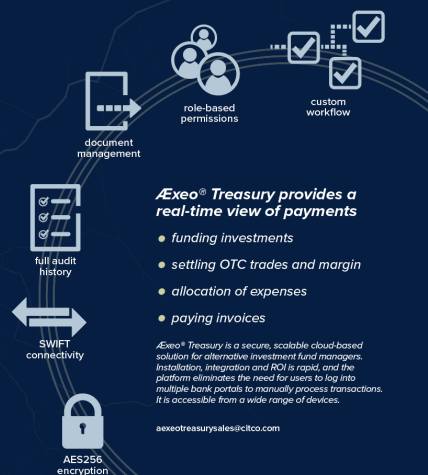 role-based
permissions
custom
workflow
document
management
full audit
history
SWIFT
connectivity
AES256
encryption
Æxeo® Treasury provides a
real-time view of payments
funding investments
settling OTC trades and margin
allocation of expenses
paying invoices
Æxeo® Treasury is a secure, scalable cloud-based
solution for alternative investment fund managers.
Installation, integration and ROI is rapid, and the
platform eliminates the need for users to log into
multiple bank portals to manually process transactions.
It is accessible from a wide range of devices.
aexeotreasurysales@citco.com